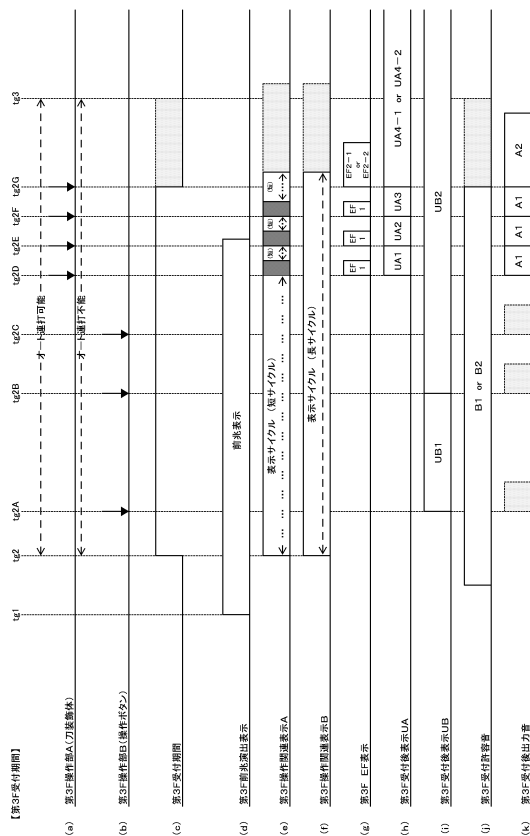 【第3F受付期間】
tg1
tg2
tg2A
tg2B
tg2C
tg2D
tg2E
tg2F
tg2G
tg3
オート連打可能
(a) 第3F操作部A(刀装飾体)
オート連打不能
(b) 第3F操作部B(操作ボタン)
(c) 第3F受付期間
(d) 第3F前兆演出表示
前兆表示
(e) 第3F操作関連表示A
表示サイクル (短サイクル)
(短)
(短)
(短)
(f) 第3F操作関連表示B
表示サイクル (長サイクル)
(g) 第3F EF表示
EF1
EF1
EF1
EF2-1 or EF2-2
(h) 第3F受付後表示UA
UA1
UA2
UA3
UA4-1 or UA4-2
(i) 第3F受付後表示UB
UB1
UB2
(j) 第3F受付許容音
B1 or B2
(k) 第3F受付後出力音
A1
A1
A1
A2